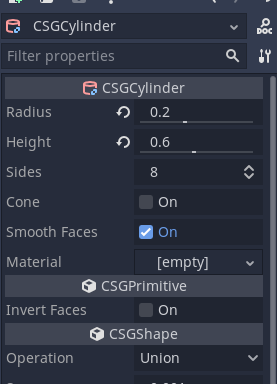 CSGCylinder
DOC
Filter properties
CSGCylinder
Radius 0.2
Height 0.6
Sides 8
Cone On
Smooth Faces On
Material [empty]
CSGPrimitive
Invert Faces On
CSGShape
Operation Union